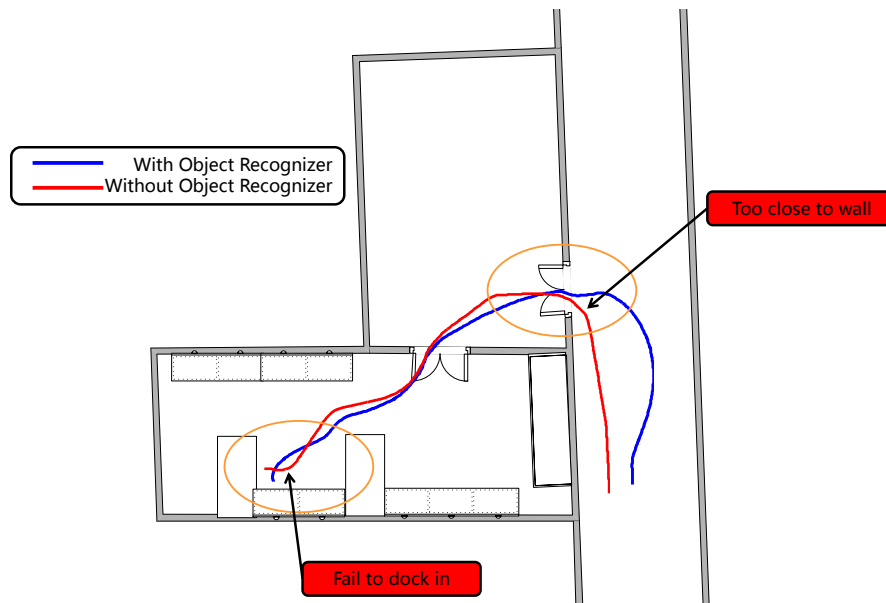 With Object Recognizer
Without Object Recognizer
Too close to wall
Fail to dock in